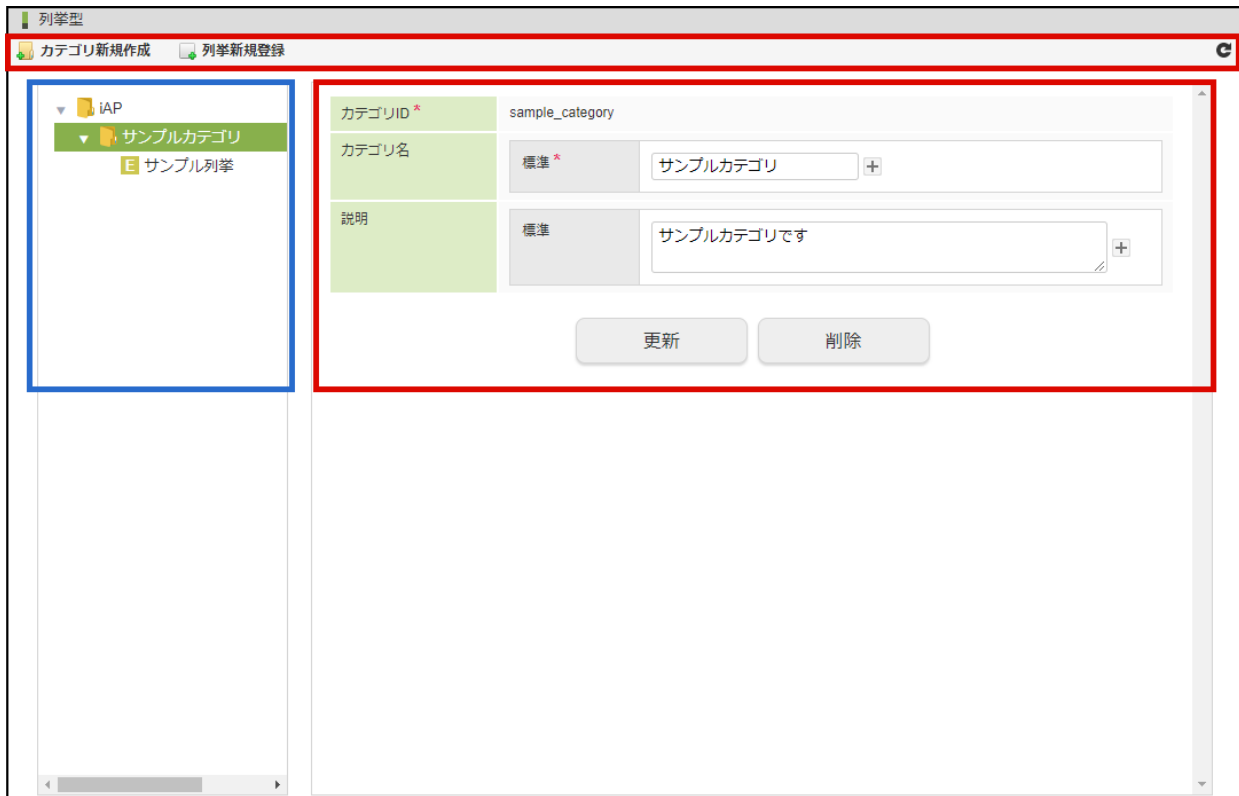 列挙型
カテゴリ新規作成 列挙新規登録
iAP
サンプルカテゴリ
E サンプル列挙
カテゴリID * sample_category
カテゴリ名
標準 * サンプルカテゴリ
説明
標準 サンプルカテゴリです
更新 削除